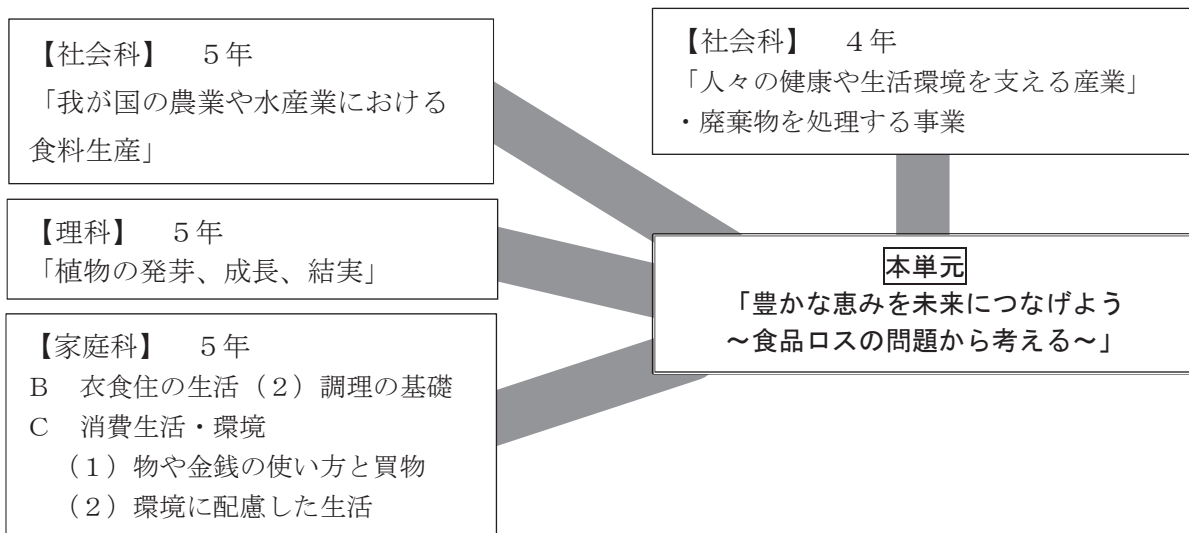 【社会科】　５年
「我が国の農業や水産業における
食料生産」
【社会科】　４年
「人々の健康や生活環境を支える産業」
・廃棄物を処理する事業
【理科】　５年
「植物の発芽、成長、結実」
【家庭科】　５年
Ｂ　衣食住の生活（２）調理の基礎
Ｃ　消費生活・環境
（１）物や金銭の使い方と買物
（２）環境に配慮した生活
本単元
「豊かな恵みを未来につなげよう
～食品ロスの問題から考える～」